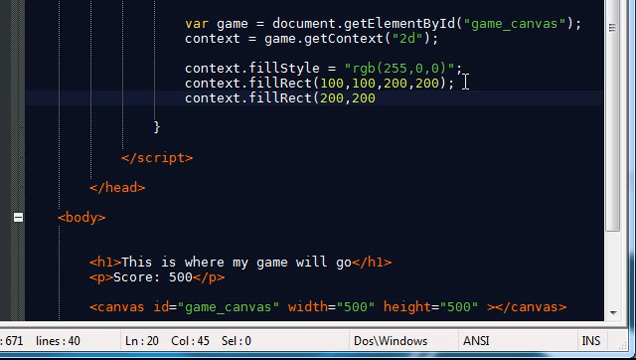 var game = document.getElementById("game_canvas");
context = game.getContext("2d");
context.fillStyle = "rgb(255,0,0)";
context.fillRect(100,100,200,200);
context.fillRect(200,200
}
</script>
</head>
<body>
<h1>This is where my game will go</h1>
<p>Score: 500</p>
<canvas id="game_canvas" width="500" height="500" ></canvas>
:671 lines : 40 Ln : 20 Col : 45 Sel : 0 Dos\Windows ANSI INS